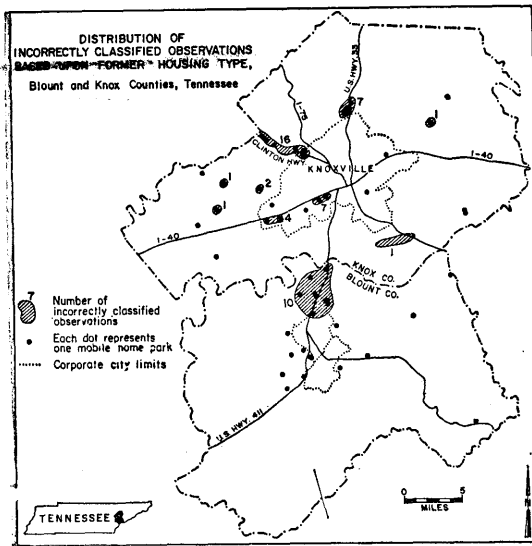 DISTRIBUTION OF
INCORRECTLY CLASSIFIED OBSERVATIONS
BASED UPON "FORMER" HOUSING TYPE,
Blount and Knox Counties, Tennessee
U.S. HWY. 33
I-75
7
1
16
CLINTON HWY.
KNOXVILLE
I-40
1
2
1
7
4
I-40
1
KNOX CO.
BLOUNT CO.
10
7
Number of
incorrectly classified
observations
Each dot represents
one mobile home park
Corporate city limits
U.S. HWY. 411
0 5
MILES
TENNESSEE